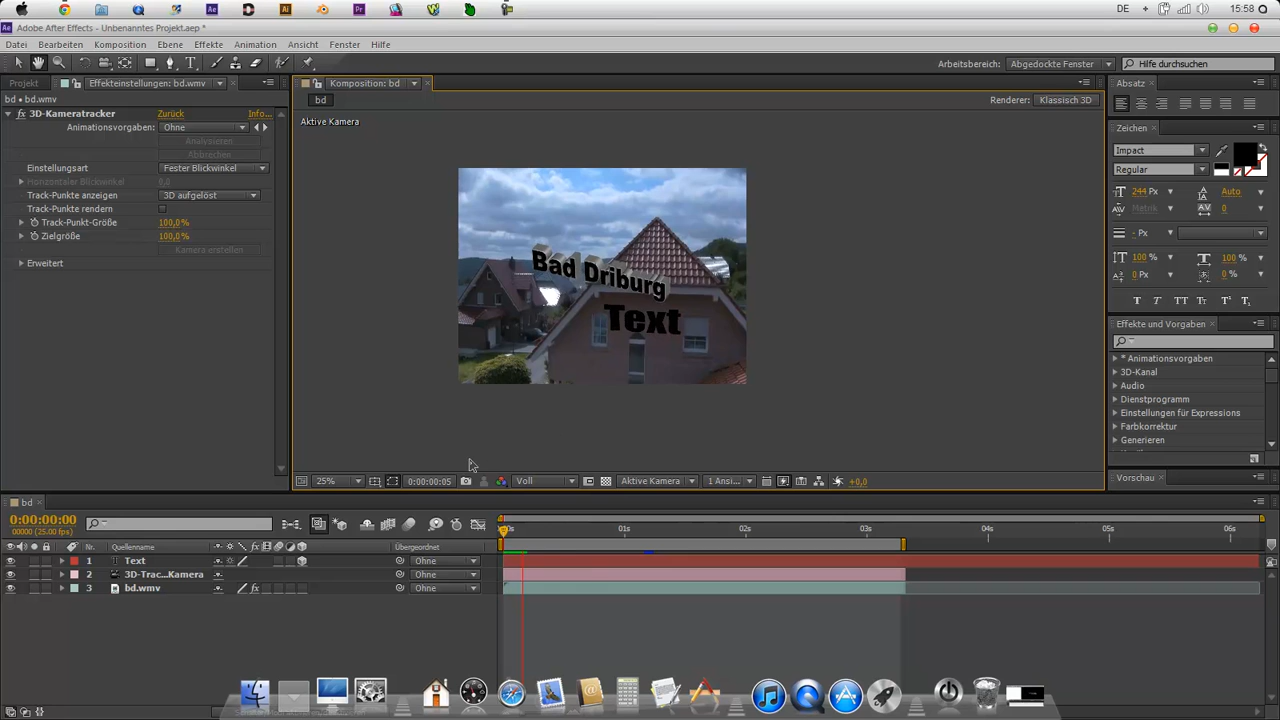 DE
15:58
Adobe After Effects - Unbenanntes Projekt.aep *
Datei Bearbeiten Komposition Ebene Effekte Animation Ansicht Fenster Hilfe
Arbeitsbereich: Abgedockte Fenster Hilfe durchsuchen
Projekt Effekteinstellungen: bd.wmv
bd • bd.wmv
3D-Kameratracker Zurück Info...
Animationsvorgaben: Ohne
Analysieren
Abbrechen
Einstellungsart Fester Blickwinkel
Horizontaler Blickwinkel 0,0
Track-Punkte anzeigen 3D aufgelöst
Track-Punkte rendern
Track-Punkt-Größe 100,0%
Zielgröße 100,0%
Kamera erstellen
Erweitert
Komposition: bd
bd
Renderer: Klassisch 3D
Aktive Kamera
Bad Driburg
Text
25% 0:00:00:05 Voll Aktive Kamera 1 Ansi... +0,0
Absatz
Zeichen
Impact
Regular
244 Px Auto
Metrik 0
- Px
100 % 100 %
0 Px 0 %
T T TT Tr T¹ T₁
Effekte und Vorgaben
* Animationsvorgaben
3D-Kanal
Audio
Dienstprogramm
Einstellungen für Expressions
Farbkorrektur
Generieren
Vorschau
bd
0:00:00:00
00000 (25.00 fps)
Nr. Quellenname Übergeordnet
1 T Text Ohne
2 3D-Trac...Kamera Ohne
3 bd.wmv fx Ohne
01s 02s 03s 04s 05s 06s